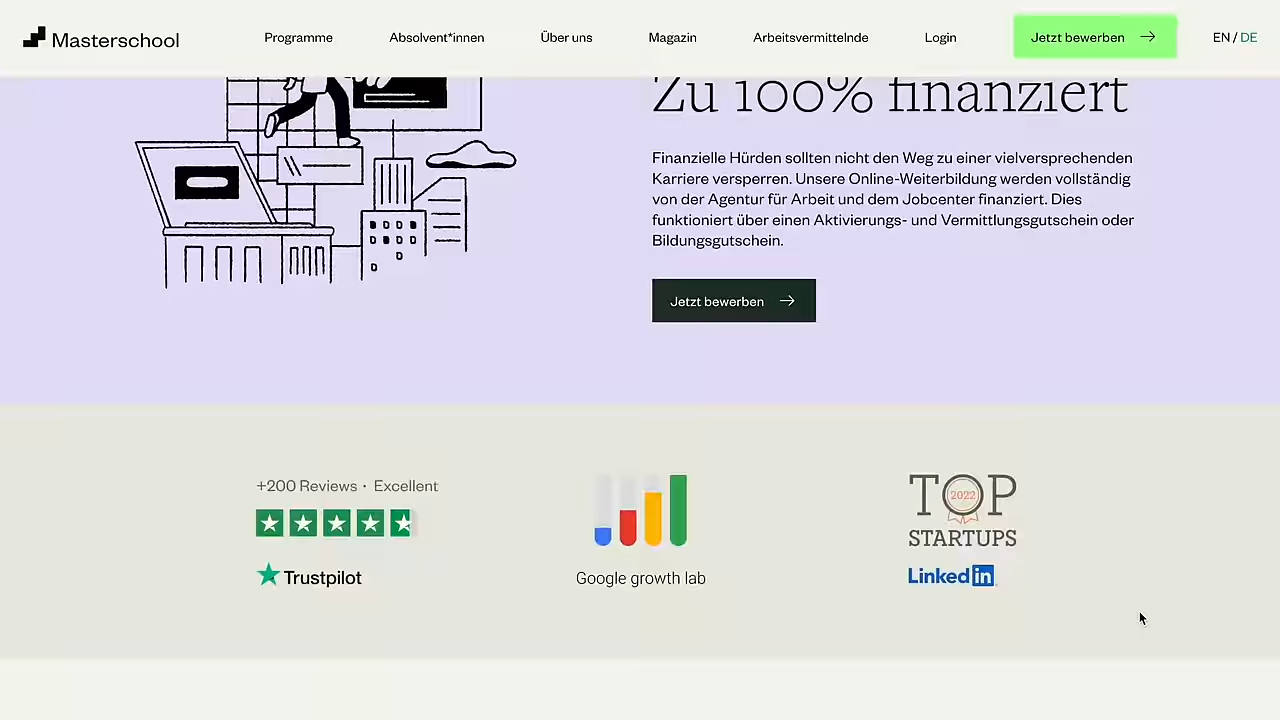 Masterschool
Programme
Absolvent*innen
Über uns
Magazin
Arbeitsvermittelnde
Login
Jetzt bewerben
EN / DE
Zu 100% finanziert
Finanzielle Hürden sollten nicht den Weg zu einer vielversprechenden
Karriere versperren. Unsere Online-Weiterbildung werden vollständig
von der Agentur für Arbeit und dem Jobcenter finanziert. Dies
funktioniert über einen Aktivierungs- und Vermittlungsgutschein oder
Bildungsgutschein.
Jetzt bewerben
+200 Reviews · Excellent
Trustpilot
Google growth lab
TOP
2022
STARTUPS
Linkedin